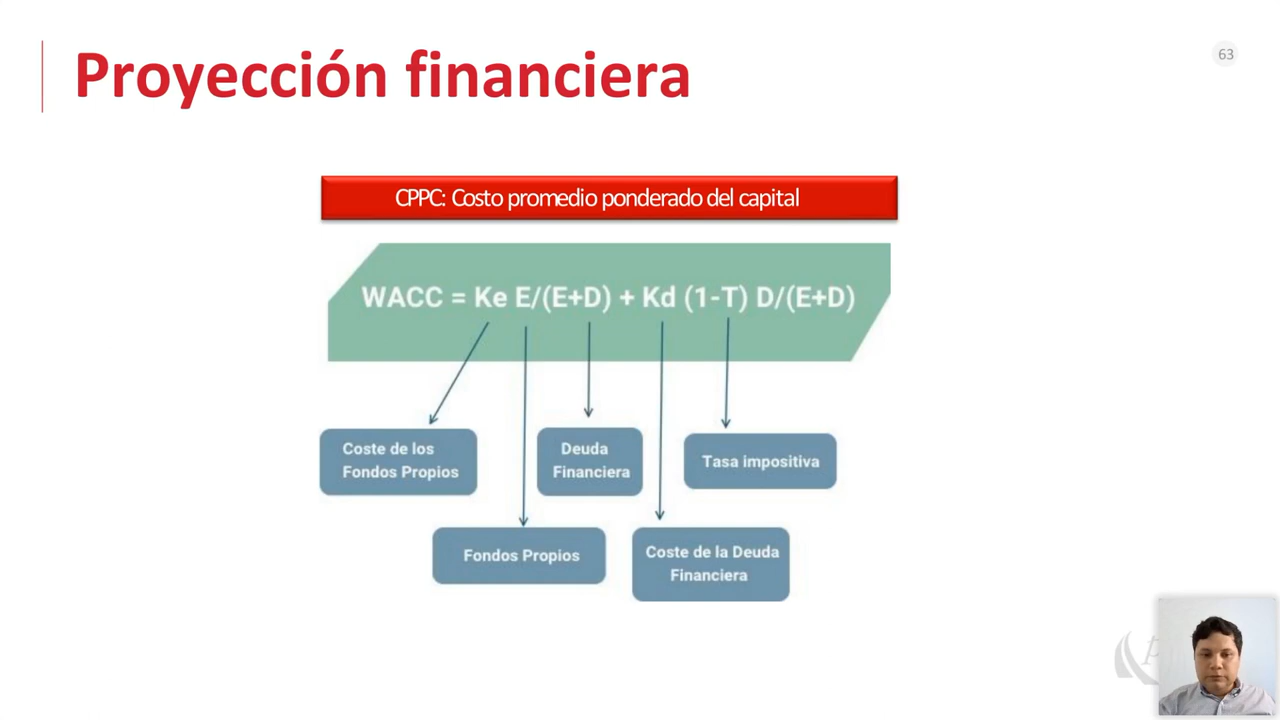 Proyección financiera
63
CPPC: Costo promedio ponderado del capital
WACC = Ke E/(E+D) + Kd (1-T) D/(E+D)
Coste de los
Fondos Propios
Deuda
Financiera
Tasa impositiva
Fondos Propios
Coste de la Deuda
Financiera